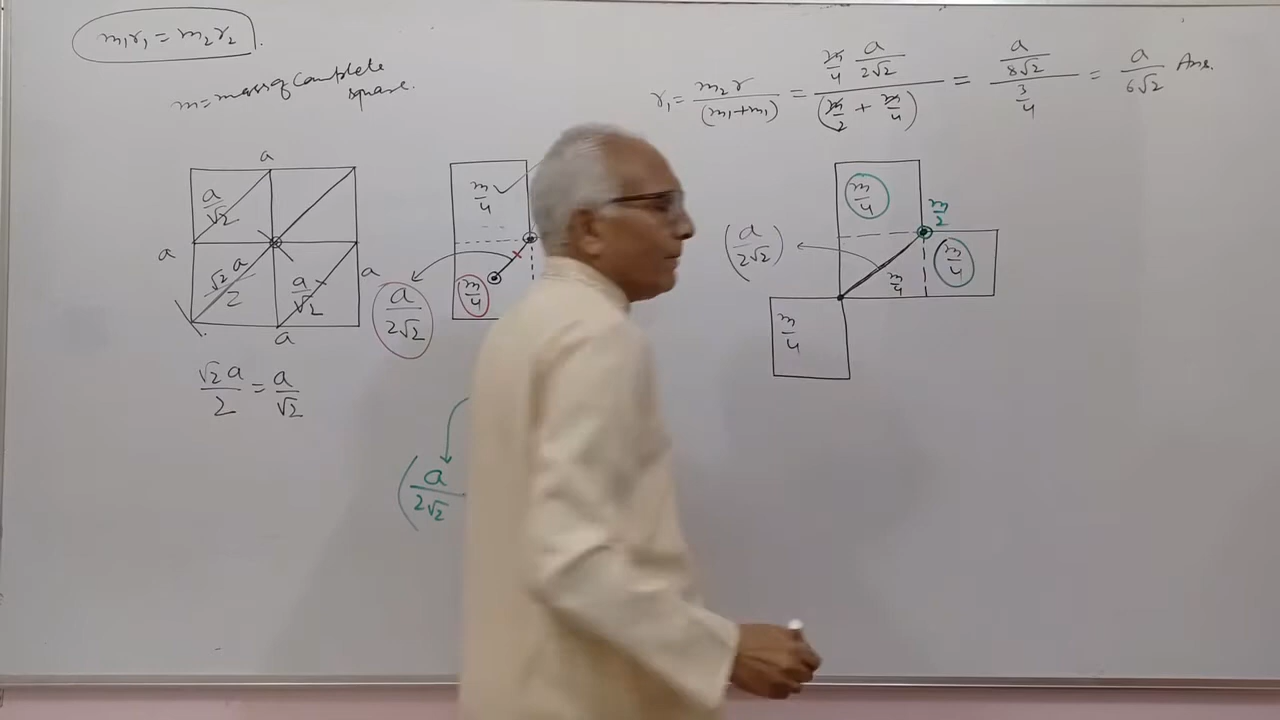 m₁r₁ = m₂r₂.
m = mass of complete
square.
r₁ = m₂r / (m₁+m₁) = (m/4 a/2√2) / (m/2 + m/4) = (a/8√2) / (3/4) = a/6√2 Ans.
a
a/√2
a
√2 a/2
a/√2
a
a
√2 a/2 = a/√2
m/4
m/4
a/2√2
(a/2√2
m/4
m/2
(a/2√2)
m/4
m/4
m/4